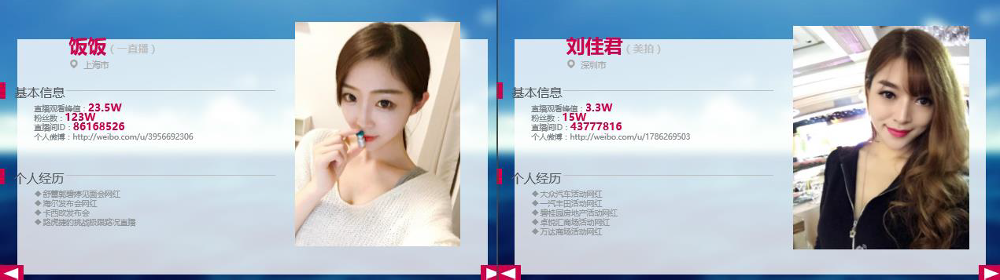 饭饭（一直播）
上海市
基本信息
直播观看峰值：23.5W
粉丝数：123W
直播间ID：86168526
个人微博：http://weibo.com/u/3956692306
个人经历
◆ 舒蕾郭碧婷见面会网红
◆ 海尔发布会网红
◆ 卡西欧发布会
◆ 路虎捷豹挑战极限路况直播
刘佳君（美拍）
深圳市
基本信息
直播观看峰值：3.3W
粉丝数：15W
直播间ID：43777816
个人微博：http://weibo.com/u/1786269503
个人经历
◆ 大众汽车活动网红
◆ 一汽丰田活动网红
◆ 碧桂园房地产活动网红
◆ 卓悦汇商场活动网红
◆ 万达商场活动网红